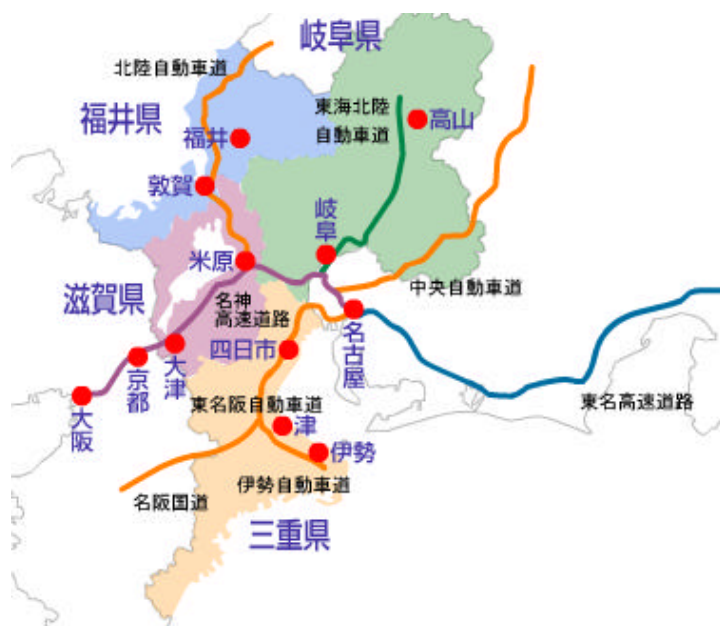 岐阜県
北陸自動車道
福井県
福井
東海北陸
自動車道
高山
敦賀
岐阜
米原
中央自動車道
滋賀県
名神
高速道路
名古屋
四日市
大津
京都
大阪
東名阪自動車道
東名高速道路
津
伊勢
伊勢自動車道
名阪国道
三重県